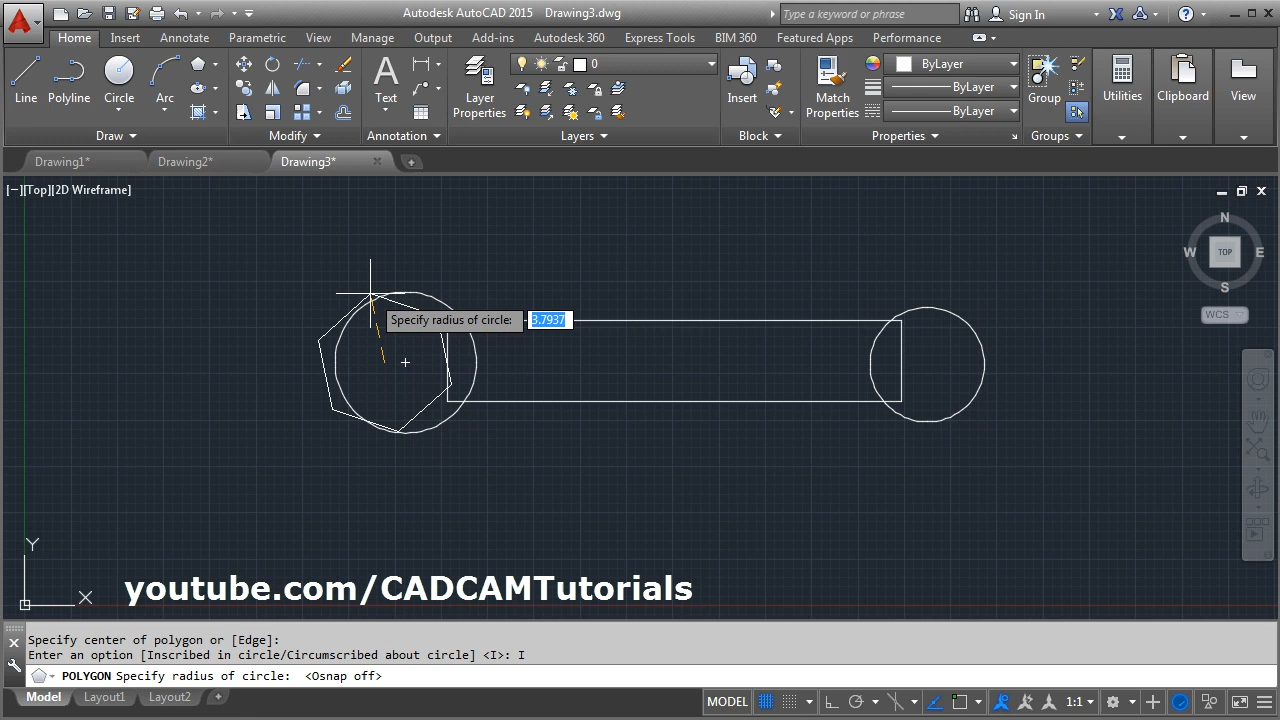 Autodesk AutoCAD 2015 Drawing3.dwg
Type a keyword or phrase
Sign In
Home Insert Annotate Parametric View Manage Output Add-ins Autodesk 360 Express Tools BIM 360 Featured Apps Performance
0
ByLayer
ByLayer
ByLayer
Line Polyline Circle Arc
Text
Layer Properties
Insert
Match Properties
Group
Utilities
Clipboard
View
Draw
Modify
Annotation
Layers
Block
Properties
Groups
Drawing1*
Drawing2*
Drawing3*
[−][Top][2D Wireframe]
N
W
TOP
E
S
WCS
Specify radius of circle: 3.7937
Y
X
youtube.com/CADCAMTutorials
Specify center of polygon or [Edge]:
Enter an option [Inscribed in circle/Circumscribed about circle] <I>: I
POLYGON Specify radius of circle: <Osnap off>
Model Layout1 Layout2
MODEL
1:1